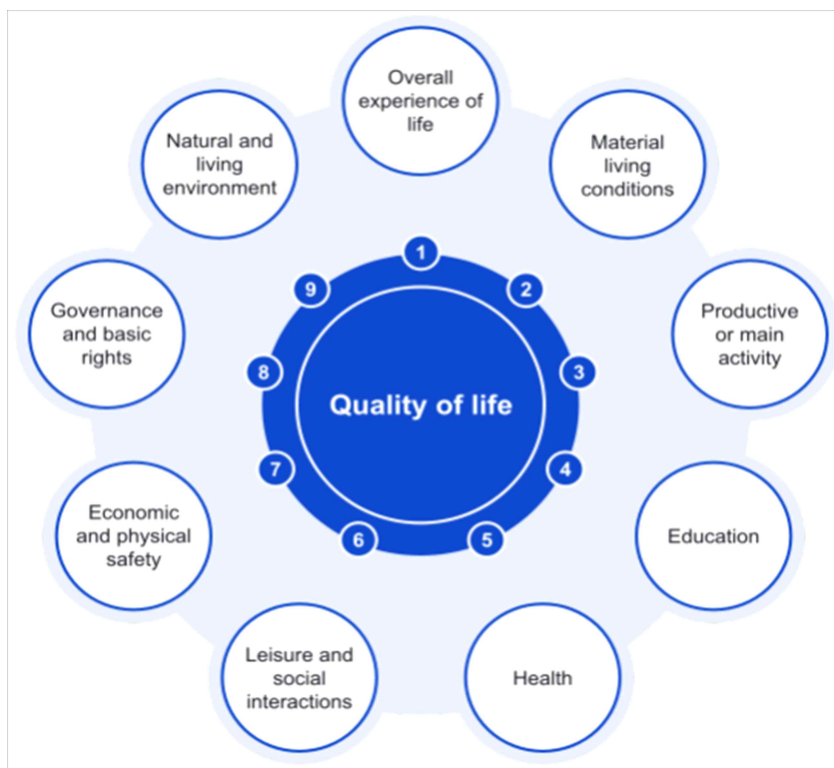 Overall
experience of
life
Material
living
conditions
Productive
or main
activity
Education
Health
Leisure and
social
interactions
Economic
and physical
safety
Governance
and basic
rights
Natural and
living
environment
1
2
3
4
5
6
7
8
9
Quality of life